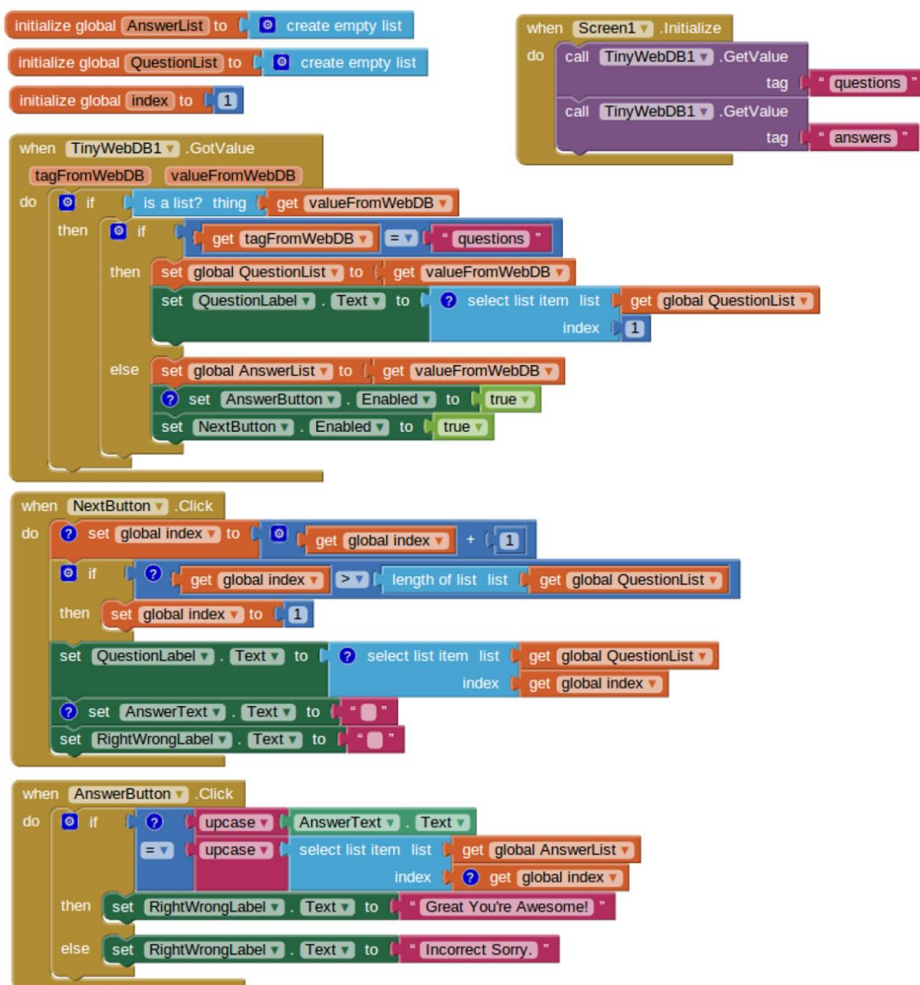 initialize global AnswerList to create empty list
initialize global QuestionList to create empty list
initialize global index to 1
when Screen1 .Initialize
do call TinyWebDB1 .GetValue
tag " questions "
call TinyWebDB1 .GetValue
tag " answers "
when TinyWebDB1 .GotValue
tagFromWebDB valueFromWebDB
do if is a list? thing get valueFromWebDB
then if get tagFromWebDB = " questions "
then set global QuestionList to get valueFromWebDB
set QuestionLabel . Text to ? select list item list get global QuestionList
index 1
else set global AnswerList to get valueFromWebDB
? set AnswerButton . Enabled to true
set NextButton . Enabled to true
when NextButton .Click
do ? set global index to get global index + 1
if ? get global index > length of list list get global QuestionList
then set global index to 1
set QuestionLabel . Text to ? select list item list get global QuestionList
index get global index
? set AnswerText . Text to " "
set RightWrongLabel . Text to " "
when AnswerButton .Click
do if ? upcase AnswerText . Text
= upcase select list item list get global AnswerList
index ? get global index
then set RightWrongLabel . Text to " Great You're Awesome! "
else set RightWrongLabel . Text to " Incorrect Sorry. "